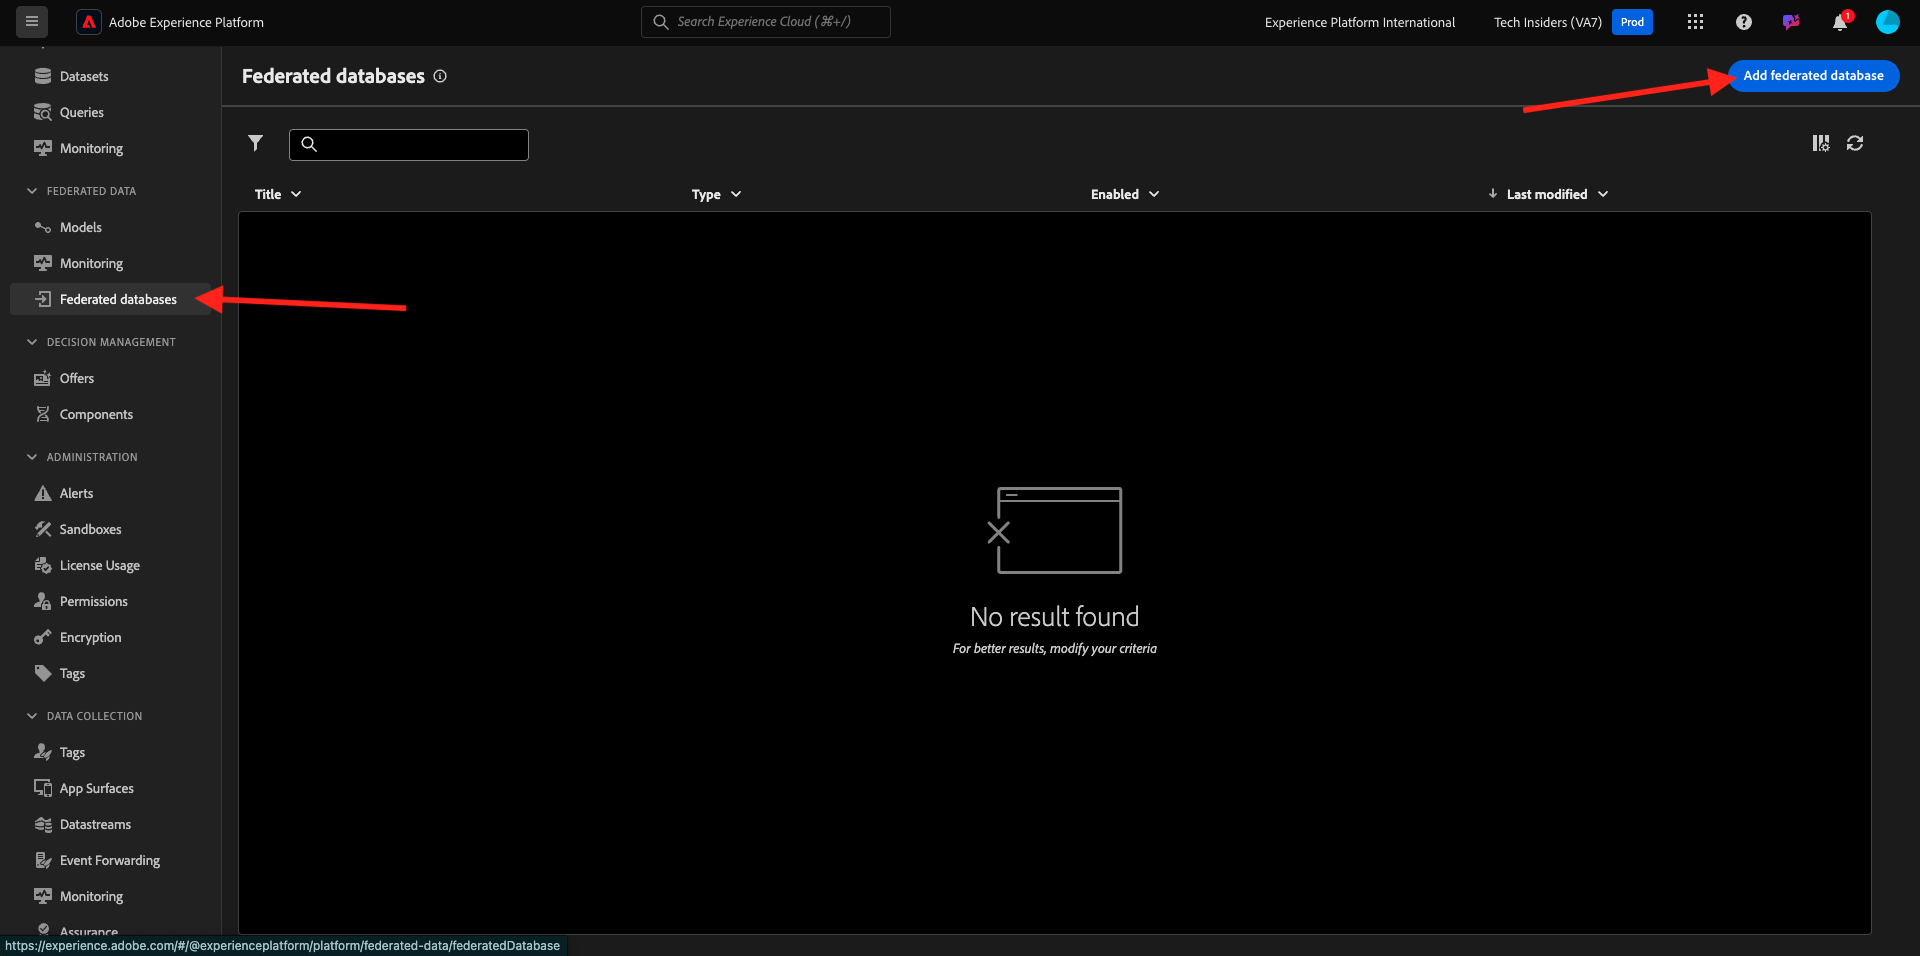 Adobe Experience Platform
Search Experience Cloud (⌘+/)
Experience Platform International
Tech Insiders (VA7)
Prod
1
Datasets
Queries
Monitoring
FEDERATED DATA
Models
Monitoring
Federated databases
DECISION MANAGEMENT
Offers
Components
ADMINISTRATION
Alerts
Sandboxes
License Usage
Permissions
Encryption
Tags
DATA COLLECTION
Tags
App Surfaces
Datastreams
Event Forwarding
Monitoring
Assurance
Federated databases
Add federated database
Title
Type
Enabled
Last modified
No result found
For better results, modify your criteria
https://experience.adobe.com/#/@experienceplatform/platform/federated-data/federatedDatabase